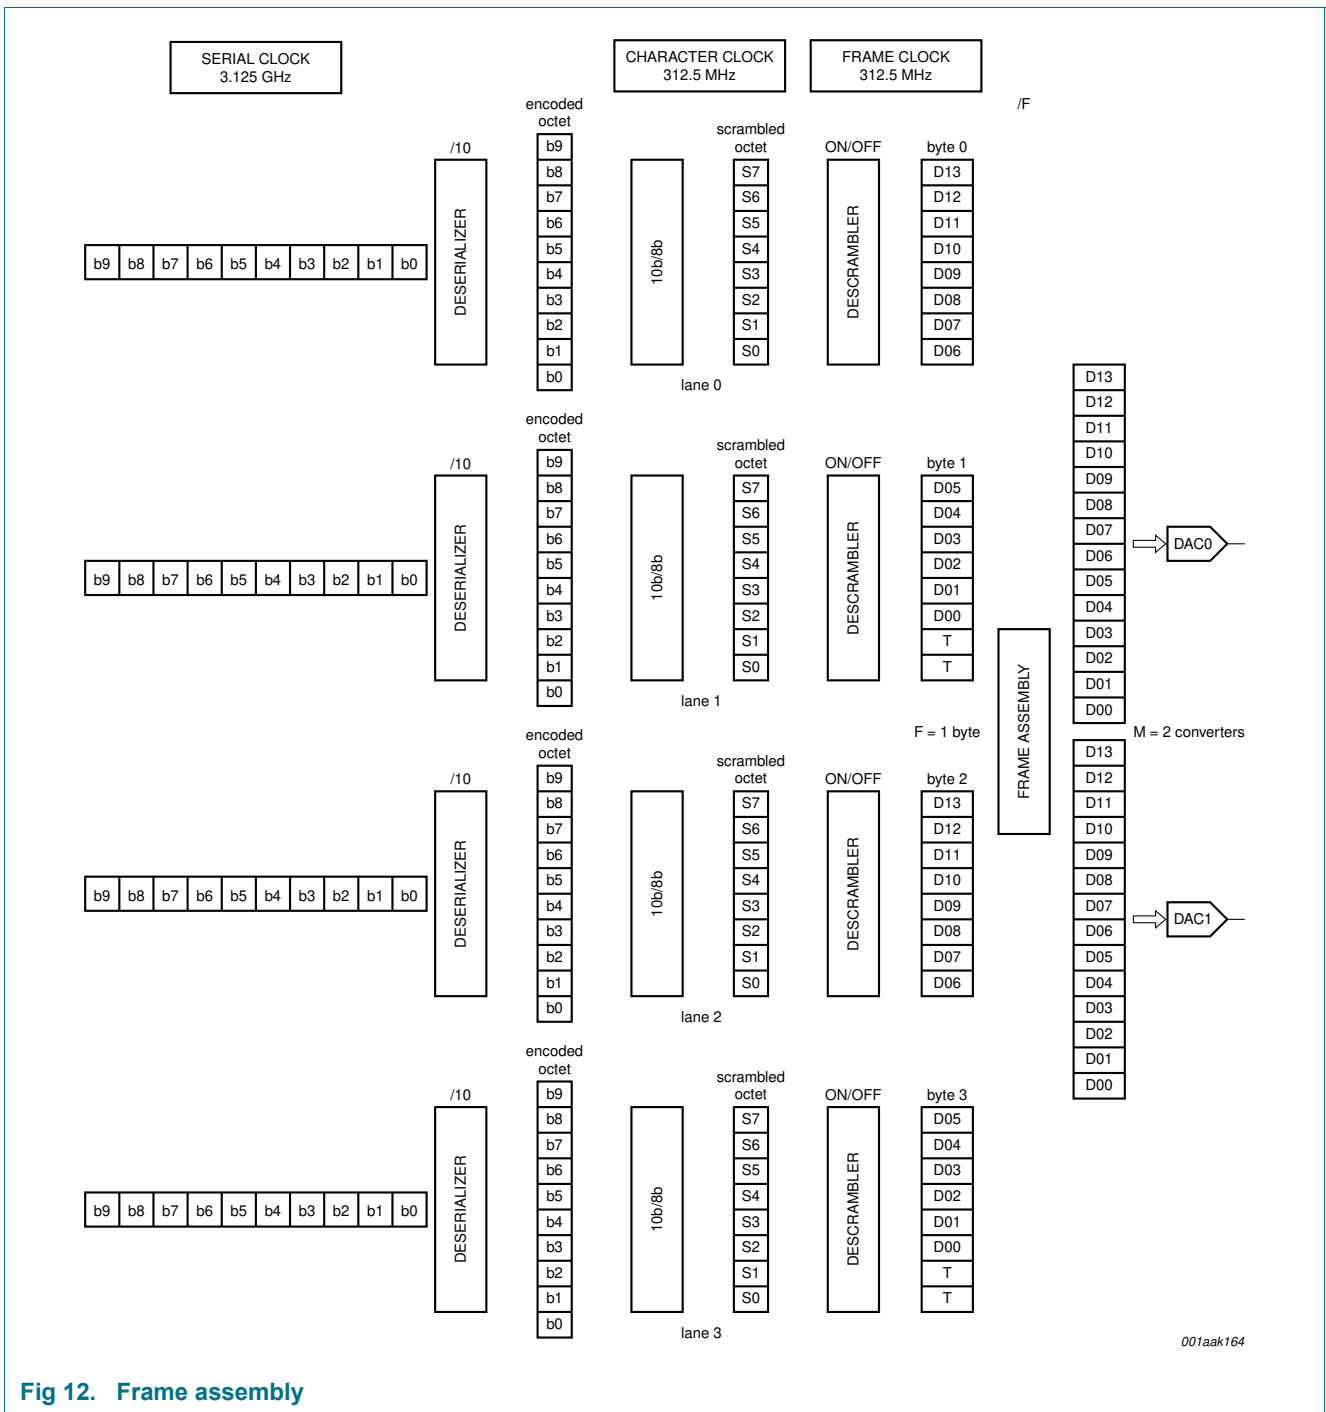 SERIAL CLOCK
3.125 GHz
CHARACTER CLOCK
312.5 MHz
FRAME CLOCK
312.5 MHz
/F
encoded
octet
/10
scrambled
octet
ON/OFF
byte 0
b9 b8 b7 b6 b5 b4 b3 b2 b1 b0
DESERIALIZER
b9
b8
b7
b6
b5
b4
b3
b2
b1
b0
10b/8b
lane 0
S7
S6
S5
S4
S3
S2
S1
S0
DESCRAMBLER
D13
D12
D11
D10
D09
D08
D07
D06
encoded
octet
/10
scrambled
octet
ON/OFF
byte 1
b9 b8 b7 b6 b5 b4 b3 b2 b1 b0
DESERIALIZER
b9
b8
b7
b6
b5
b4
b3
b2
b1
b0
10b/8b
lane 1
S7
S6
S5
S4
S3
S2
S1
S0
DESCRAMBLER
D05
D04
D03
D02
D01
D00
T
T
F = 1 byte
encoded
octet
/10
scrambled
octet
ON/OFF
byte 2
b9 b8 b7 b6 b5 b4 b3 b2 b1 b0
DESERIALIZER
b9
b8
b7
b6
b5
b4
b3
b2
b1
b0
10b/8b
lane 2
S7
S6
S5
S4
S3
S2
S1
S0
DESCRAMBLER
D13
D12
D11
D10
D09
D08
D07
D06
encoded
octet
/10
scrambled
octet
ON/OFF
byte 3
b9 b8 b7 b6 b5 b4 b3 b2 b1 b0
DESERIALIZER
b9
b8
b7
b6
b5
b4
b3
b2
b1
b0
10b/8b
lane 3
S7
S6
S5
S4
S3
S2
S1
S0
DESCRAMBLER
D05
D04
D03
D02
D01
D00
T
T
FRAME ASSEMBLY
D13
D12
D11
D10
D09
D08
D07
D06
D05
D04
D03
D02
D01
D00
DAC0
M = 2 converters
D13
D12
D11
D10
D09
D08
D07
D06
D05
D04
D03
D02
D01
D00
DAC1
001aak164
Fig 12. Frame assembly